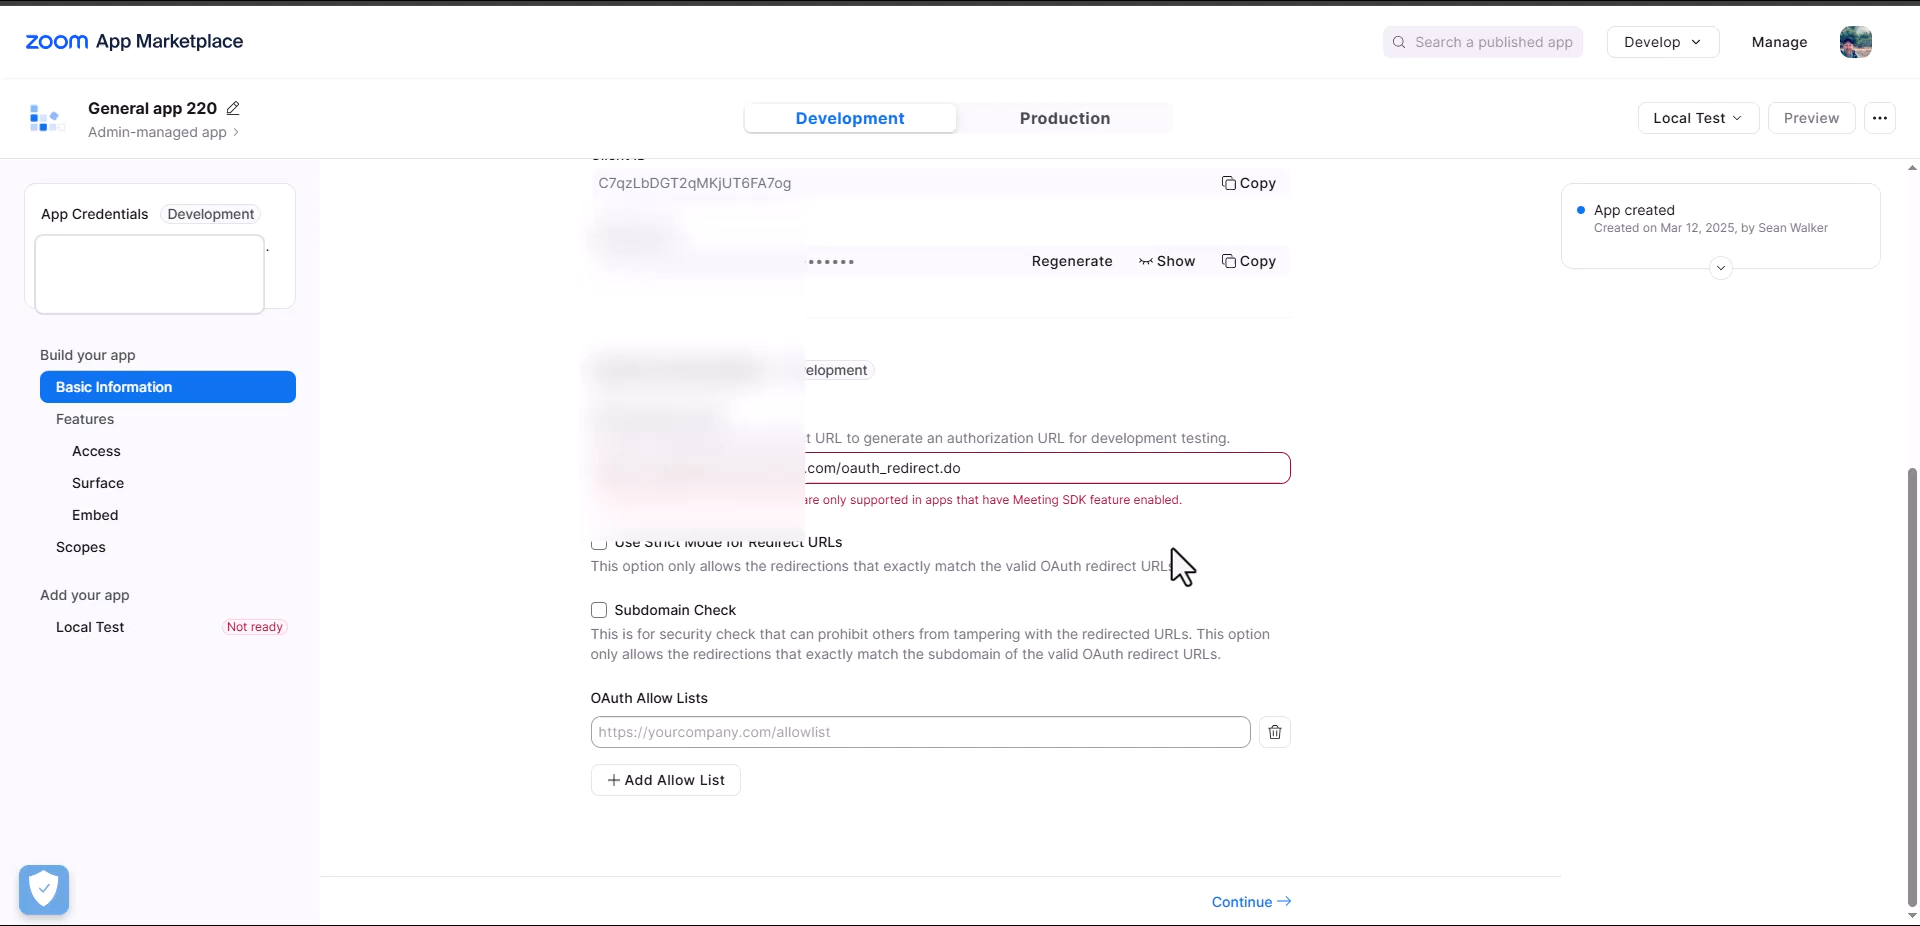 zoom App Marketplace
Search a published app
Develop
Manage
General app 220
Admin-managed app >
Development
Production
Local Test
Preview
App Credentials
Development
Build your app
Basic Information
Features
Access
Surface
Embed
Scopes
Add your app
Local Test
Not ready
C7qzLbDGT2qMKjUT6FA7og
Copy
Regenerate
Show
Copy
elopment
t URL to generate an authorization URL for development testing.
.com/oauth_redirect.do
are only supported in apps that have Meeting SDK feature enabled.
Use Strict Mode for Redirect URLs
This option only allows the redirections that exactly match the valid OAuth redirect URLs
Subdomain Check
This is for security check that can prohibit others from tampering with the redirected URLs. This option
only allows the redirections that exactly match the subdomain of the valid OAuth redirect URLs.
OAuth Allow Lists
https://yourcompany.com/allowlist
+ Add Allow List
Continue →
App created
Created on Mar 12, 2025, by Sean Walker